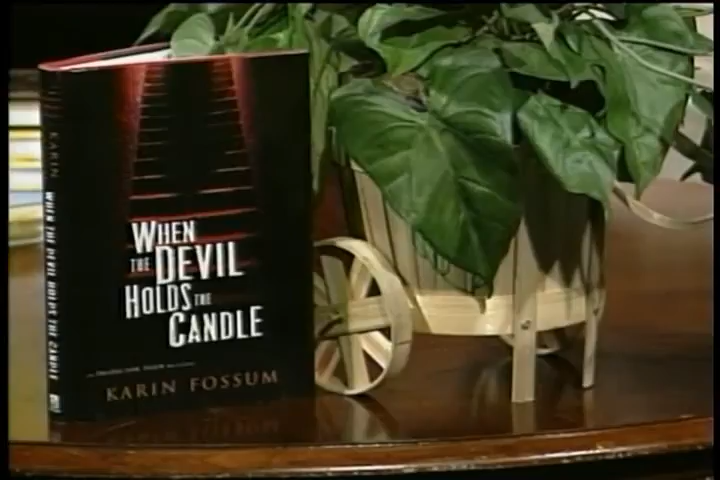 WHEN
THE DEVIL
HOLDS THE
CANDLE
KARIN FOSSUM
KARIN
WHEN THE DEVIL HOLDS THE CANDLE